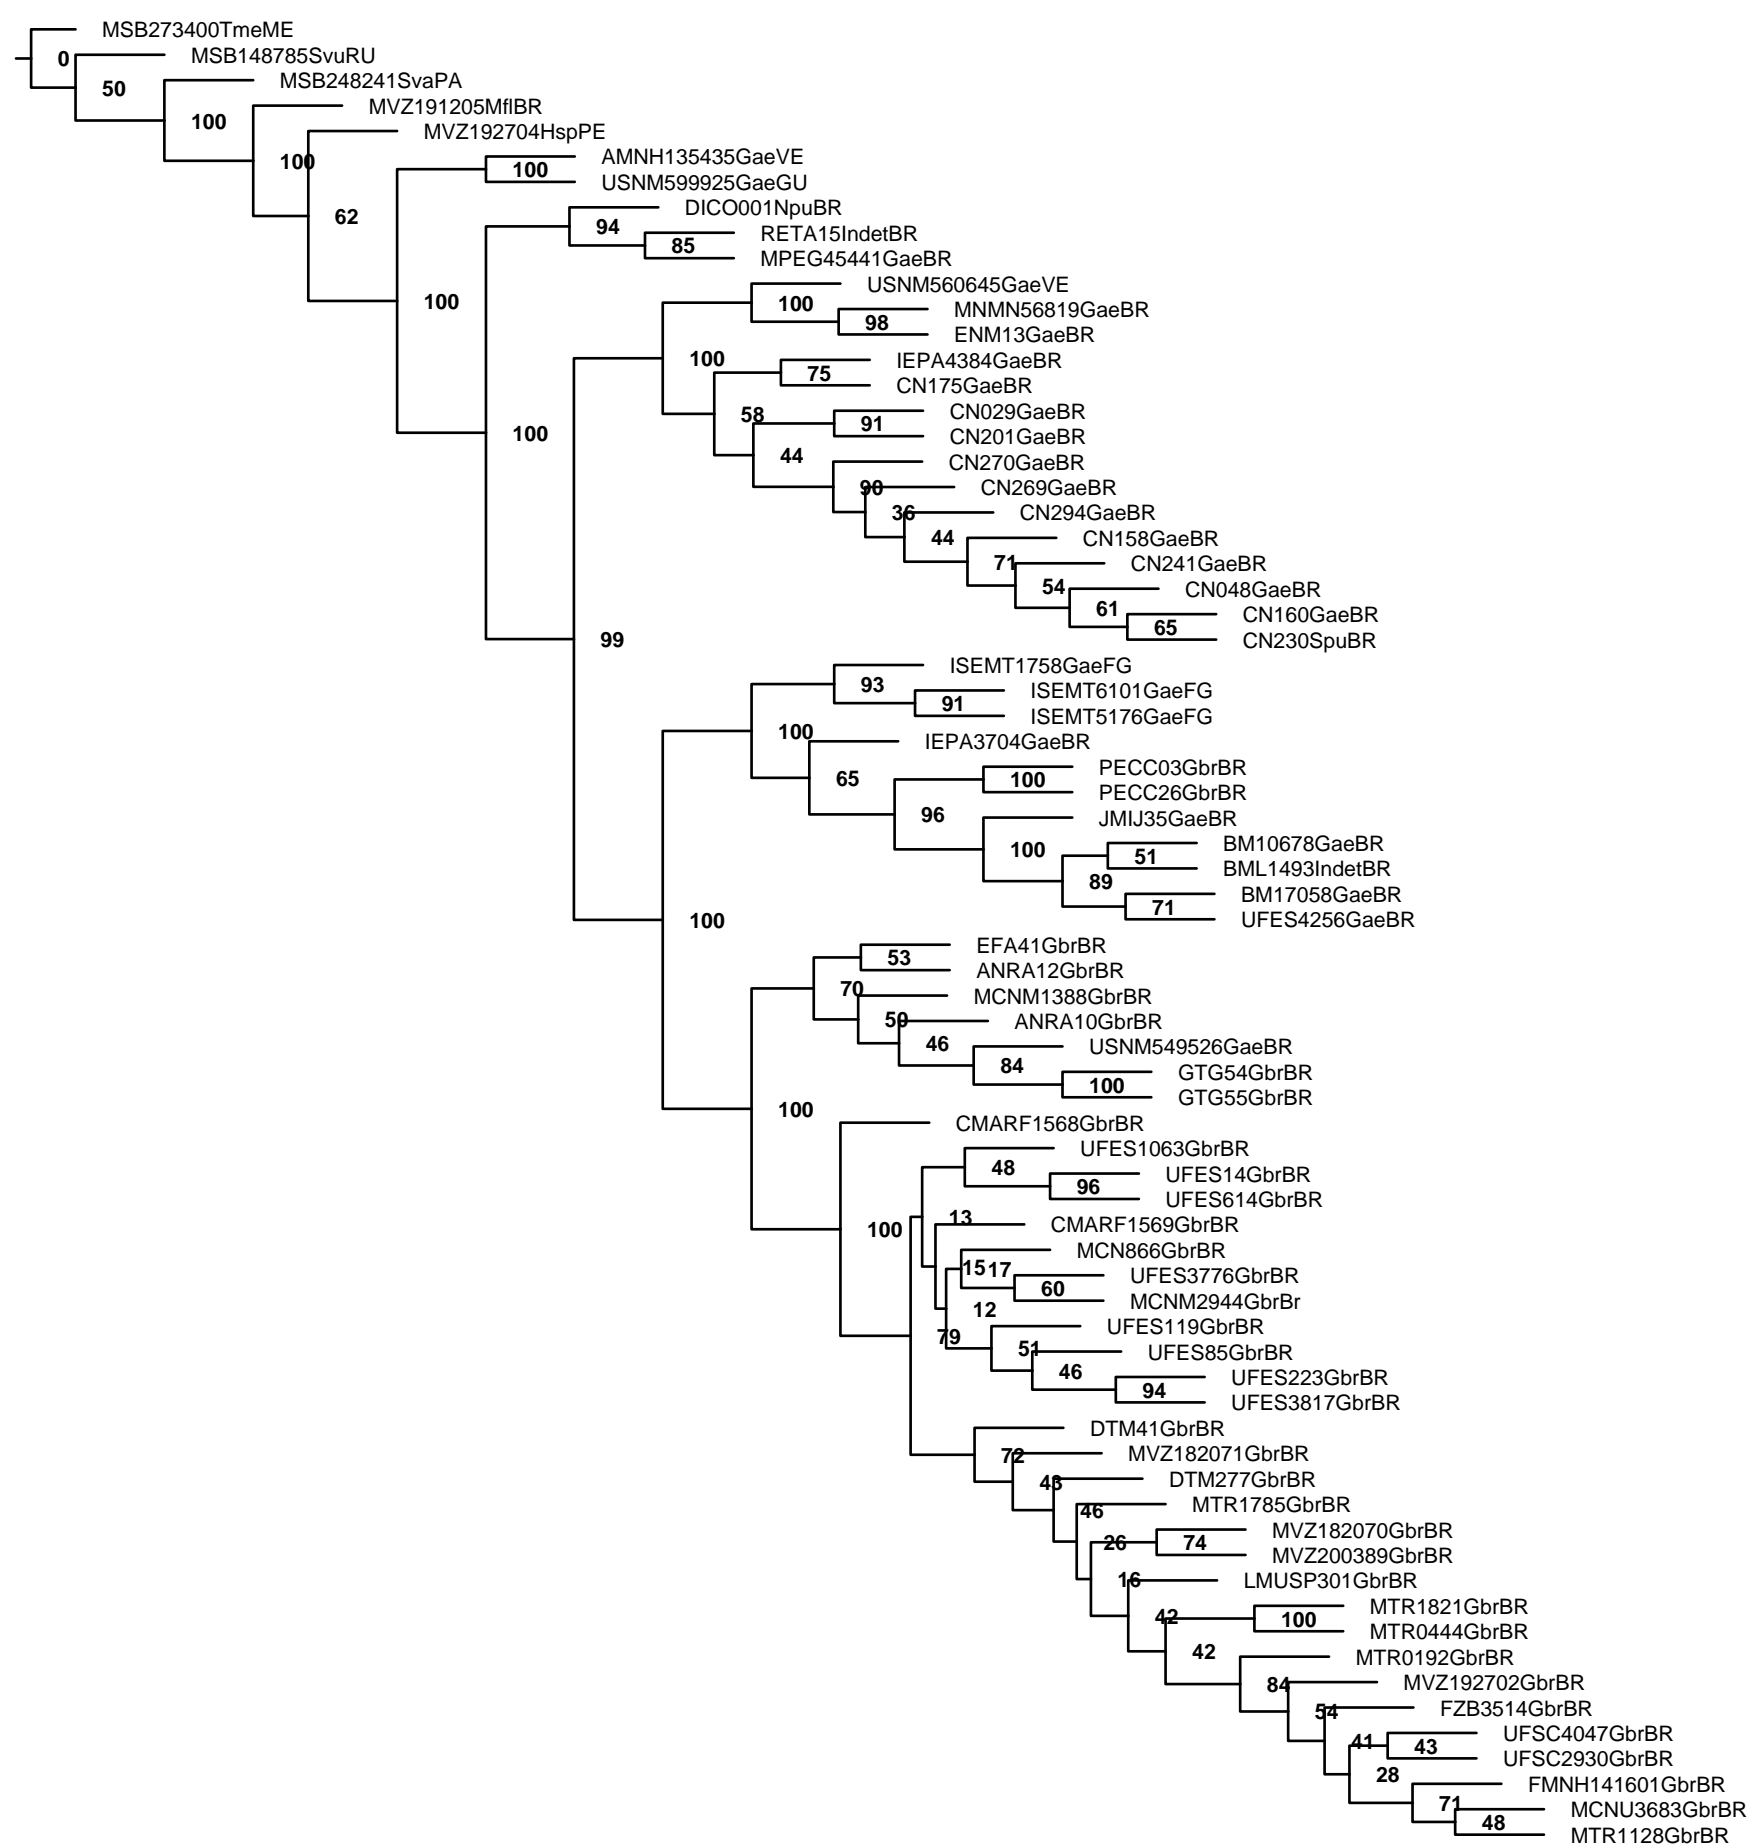 MSB273400TmeME
0
MSB148785SvuRU
50
MSB248241SvaPA
100
MVZ191205MflBR
100
MVZ192704HspPE
62
AMNH135435GaeVE
100
USNM599925GaeGU
100
DICO001NpuBR
94
RETA15IndetBR
85
MPEG45441GaeBR
100
USNM560645GaeVE
100
MNMN56819GaeBR
98
ENM13GaeBR
100
IEPA4384GaeBR
75
CN175GaeBR
58
CN029GaeBR
91
CN201GaeBR
44
CN270GaeBR
90
CN269GaeBR
36
CN294GaeBR
44
CN158GaeBR
71
CN241GaeBR
54
CN048GaeBR
61
CN160GaeBR
65
CN230SpuBR
99
ISEMT1758GaeFG
93
ISEMT6101GaeFG
91
ISEMT5176GaeFG
100
IEPA3704GaeBR
65
PECC03GbrBR
100
PECC26GbrBR
96
JMIJ35GaeBR
100
BM10678GaeBR
51
BML1493IndetBR
89
BM17058GaeBR
71
UFES4256GaeBR
100
EFA41GbrBR
53
ANRA12GbrBR
70
MCNM1388GbrBR
50
ANRA10GbrBR
46
USNM549526GaeBR
84
GTG54GbrBR
100
GTG55GbrBR
100
CMARF1568GbrBR
UFES1063GbrBR
48
UFES14GbrBR
96
UFES614GbrBR
13
CMARF1569GbrBR
100
MCN866GbrBR
15
17
UFES3776GbrBR
60
MCNM2944GbrBr
12
UFES119GbrBR
79
51
UFES85GbrBR
46
UFES223GbrBR
94
UFES3817GbrBR
DTM41GbrBR
72
MVZ182071GbrBR
43
DTM277GbrBR
46
MTR1785GbrBR
26
MVZ182070GbrBR
74
MVZ200389GbrBR
16
LMUSP301GbrBR
42
MTR1821GbrBR
100
MTR0444GbrBR
42
MTR0192GbrBR
84
MVZ192702GbrBR
54
FZB3514GbrBR
41
UFSC4047GbrBR
43
UFSC2930GbrBR
28
FMNH141601GbrBR
71
MCNU3683GbrBR
48
MTR1128GbrBR